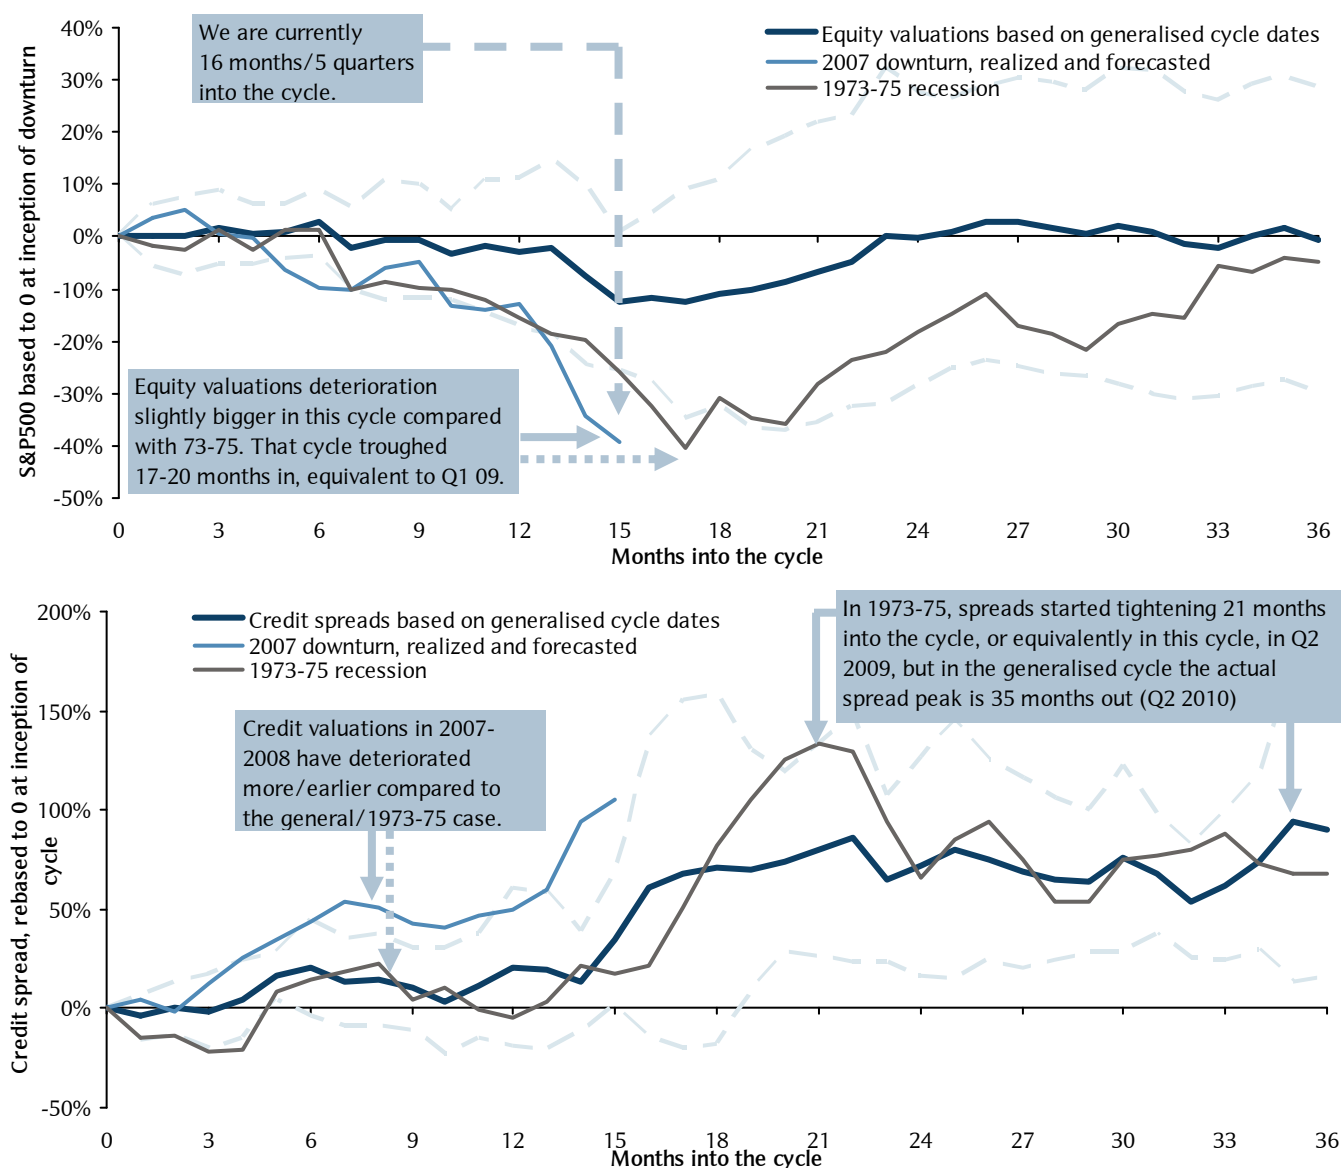 40%
30%
20%
10%
0%
-10%
-20%
-30%
-40%
-50%
S&P500 based to 0 at inception of downturn
We are currently
16 months/5 quarters
into the cycle.
Equity valuations based on generalised cycle dates
2007 downturn, realized and forecasted
1973-75 recession
Equity valuations deterioration
slightly bigger in this cycle compared
with 73-75. That cycle troughed
17-20 months in, equivalent to Q1 09.
0 3 6 9 12 15 18 21 24 27 30 33 36
Months into the cycle
200%
150%
100%
50%
0%
-50%
Credit spread, rebased to 0 at inception of
cycle
Credit spreads based on generalised cycle dates
2007 downturn, realized and forecasted
1973-75 recession
In 1973-75, spreads started tightening 21 months
into the cycle, or equivalently in this cycle, in Q2
2009, but in the generalised cycle the actual
spread peak is 35 months out (Q2 2010)
Credit valuations in 2007-
2008 have deteriorated
more/earlier compared to
the general/1973-75 case.
0 3 6 9 12 15 18 21 24 27 30 33 36
Months into the cycle